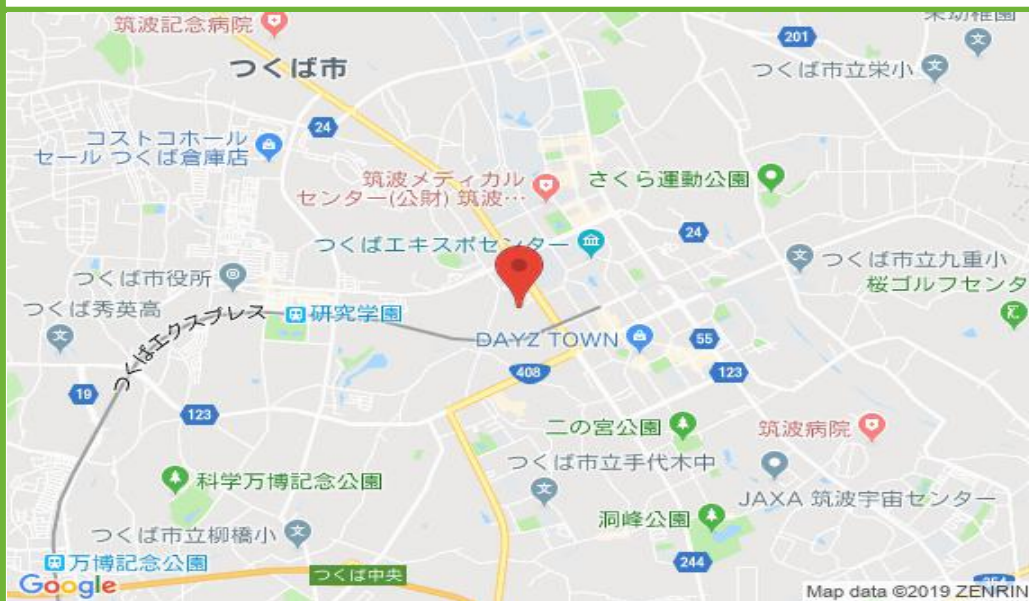 筑波記念病院
201
つくば市
つくば市立栄小
コストコホール
セール つくば倉庫店
24
筑波メディカル
センター(公財) 筑波…
さくら運動公園
つくばエキスポセンター
24
つくば市立九重小
つくば市役所
桜ゴルフセンタ
つくば秀英高
研究学園
つくばエクスプレス
DAYZ TOWN
55
408
123
19
123
二の宮公園
筑波病院
科学万博記念公園
つくば市立手代木中
JAXA 筑波宇宙センター
洞峰公園
つくば市立柳橋小
万博記念公園
244
つくば中央
Google
Map data ©2019 ZENRIN